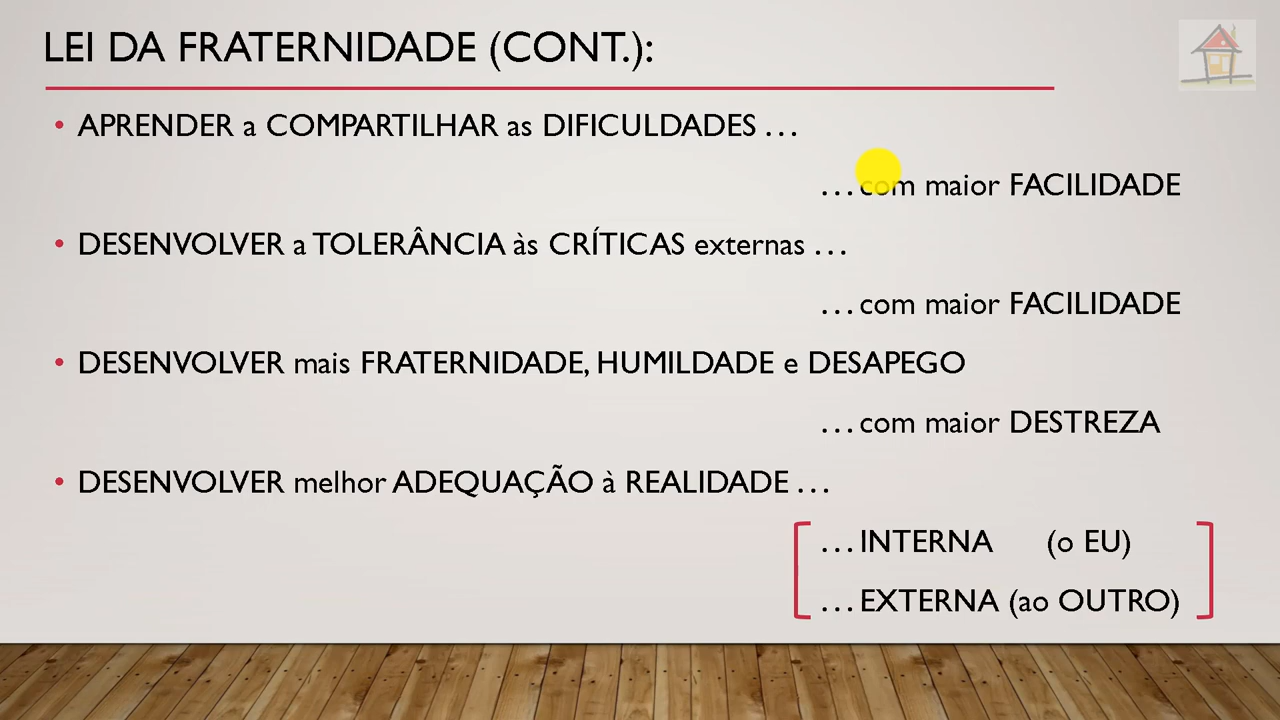 LEI DA FRATERNIDADE (CONT.):
• APRENDER a COMPARTILHAR as DIFICULDADES ...
... com maior FACILIDADE
• DESENVOLVER a TOLERÂNCIA às CRÍTICAS externas ...
... com maior FACILIDADE
• DESENVOLVER mais FRATERNIDADE, HUMILDADE e DESAPEGO
... com maior DESTREZA
• DESENVOLVER melhor ADEQUAÇÃO à REALIDADE ...
... INTERNA (o EU)
... EXTERNA (ao OUTRO)